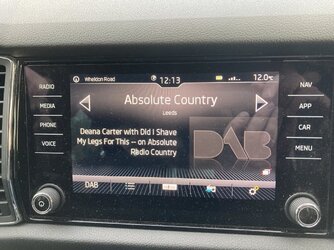 Wheldon Road 12:13 12.0°C
RADIO
MEDIA
PHONE
VOICE
Absolute Country
Leeds
Deana Carter with Did I Shave
My Legs For This -- on Absolute
Radio Country
DAB
DAB
NAV
APP
CAR
MENU